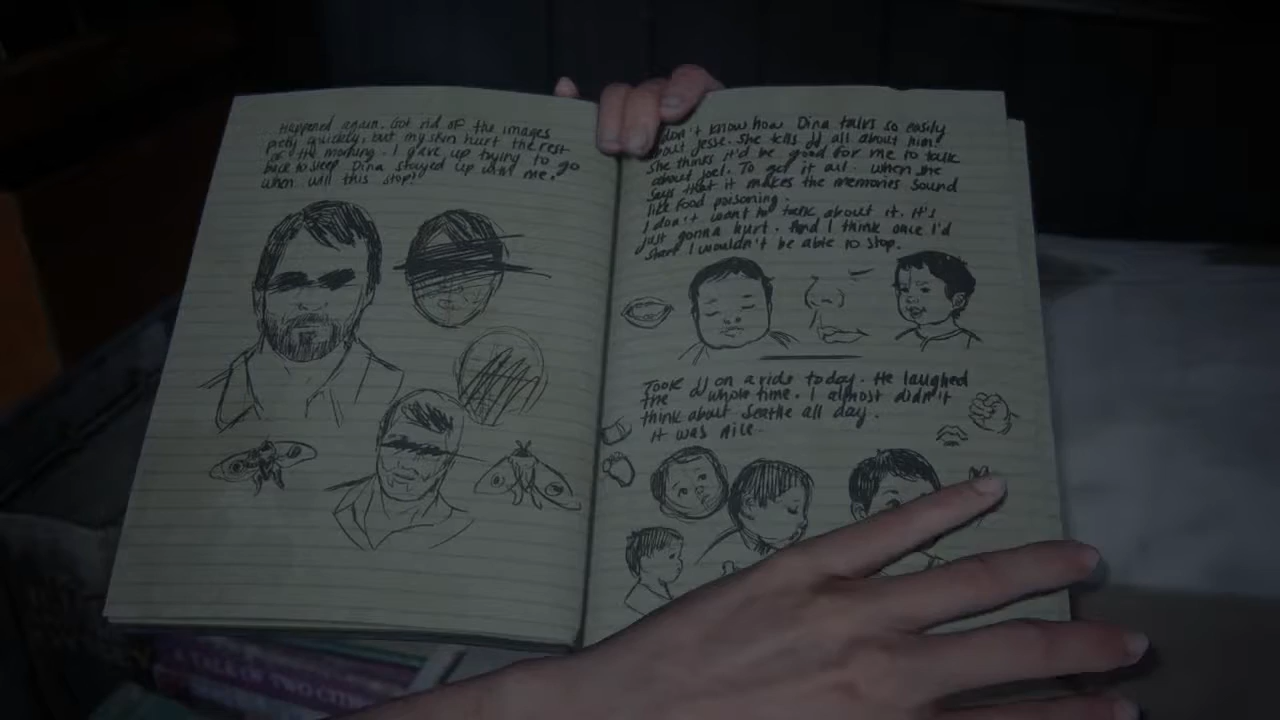 Happened again. Got rid of the images
prety quickly, but my skin hurt the rest
of the morning. I gave up trying to go
back to sleep. Dina stayed up with me.
When will this stop?
don't know how Dina talks so easily
about Jesse. She tells JJ all about him.
She thinks it'd be good for me to talk
about Joel. To get it out. When she
says that it makes the memories sound
like food poisoning.
I don't want to talk about it. It's
just gonna hurt. And I think once I'd
start I wouldn't be able to stop.
Took JJ on a ride today. He laughed
the whole time. I almost didn't
think about Seattle all day.
It was nice.
A TALE OF TWO CITI